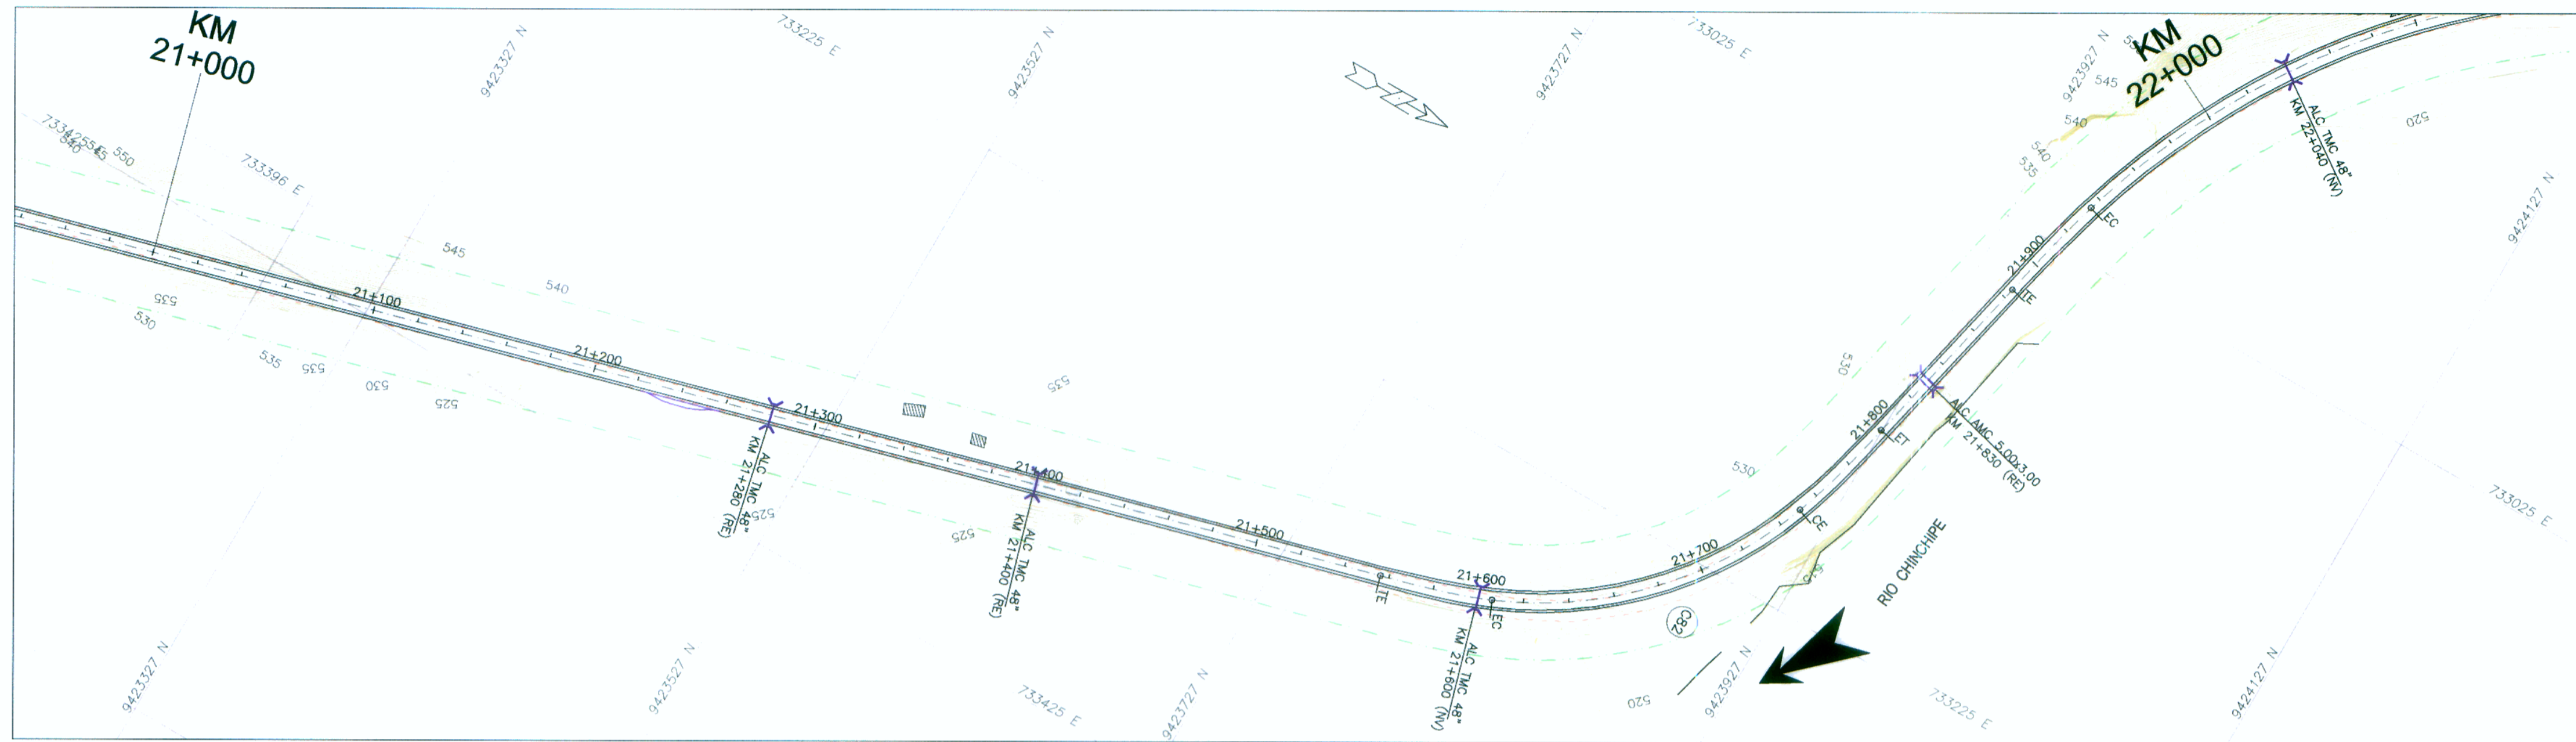 KM
21+000
9423327 N
733225 E
9423527 N
9423727 N
733025 E
9423927 N
KM
22+000
545
540
540
535
520
ALC TMC 48"
KM 22+040 (NV)
9424127 N
550
733396 E
545
540
535
530
535
535
530
525
21+100
21+200
21+300
21+400
21+500
21+600
21+700
21+800
21+900
EC
TE
ET
CE
TE
EC
535
530
530
ALC AMC 5.00x3.00
KM 21+830 (RE)
ALC TMC 48"
KM 21+280 (RE)
525
ALC TMC 48"
KM 21+400 (RE)
525
ALC TMC 48"
KM 21+600 (NV)
C82
515
520
RIO CHINCHIPE
733025 E
9423327 N
9423527 N
733425 E
9423727 N
9423927 N
733225 E
9424127 N